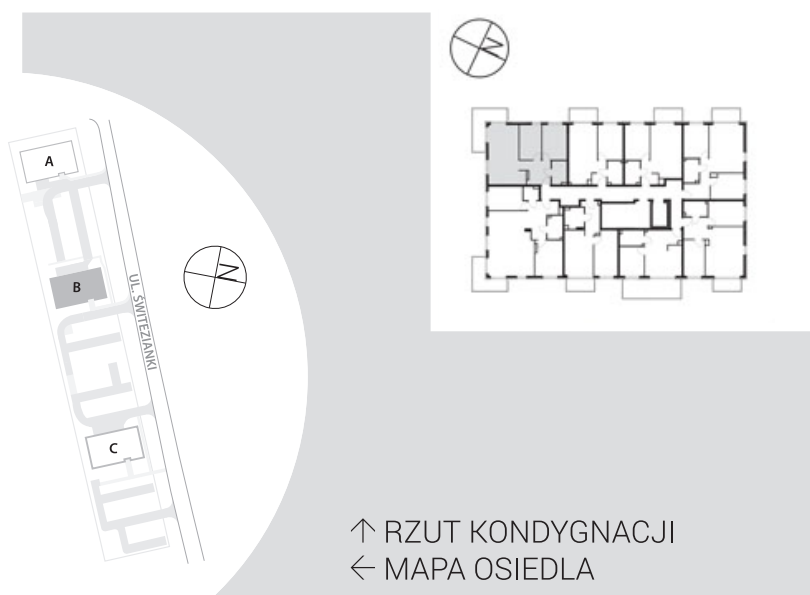 N
A
B
N
UL. ŚWITEZIANKI
C
↑ RZUT KONDYGNACJI
← MAPA OSIEDLA